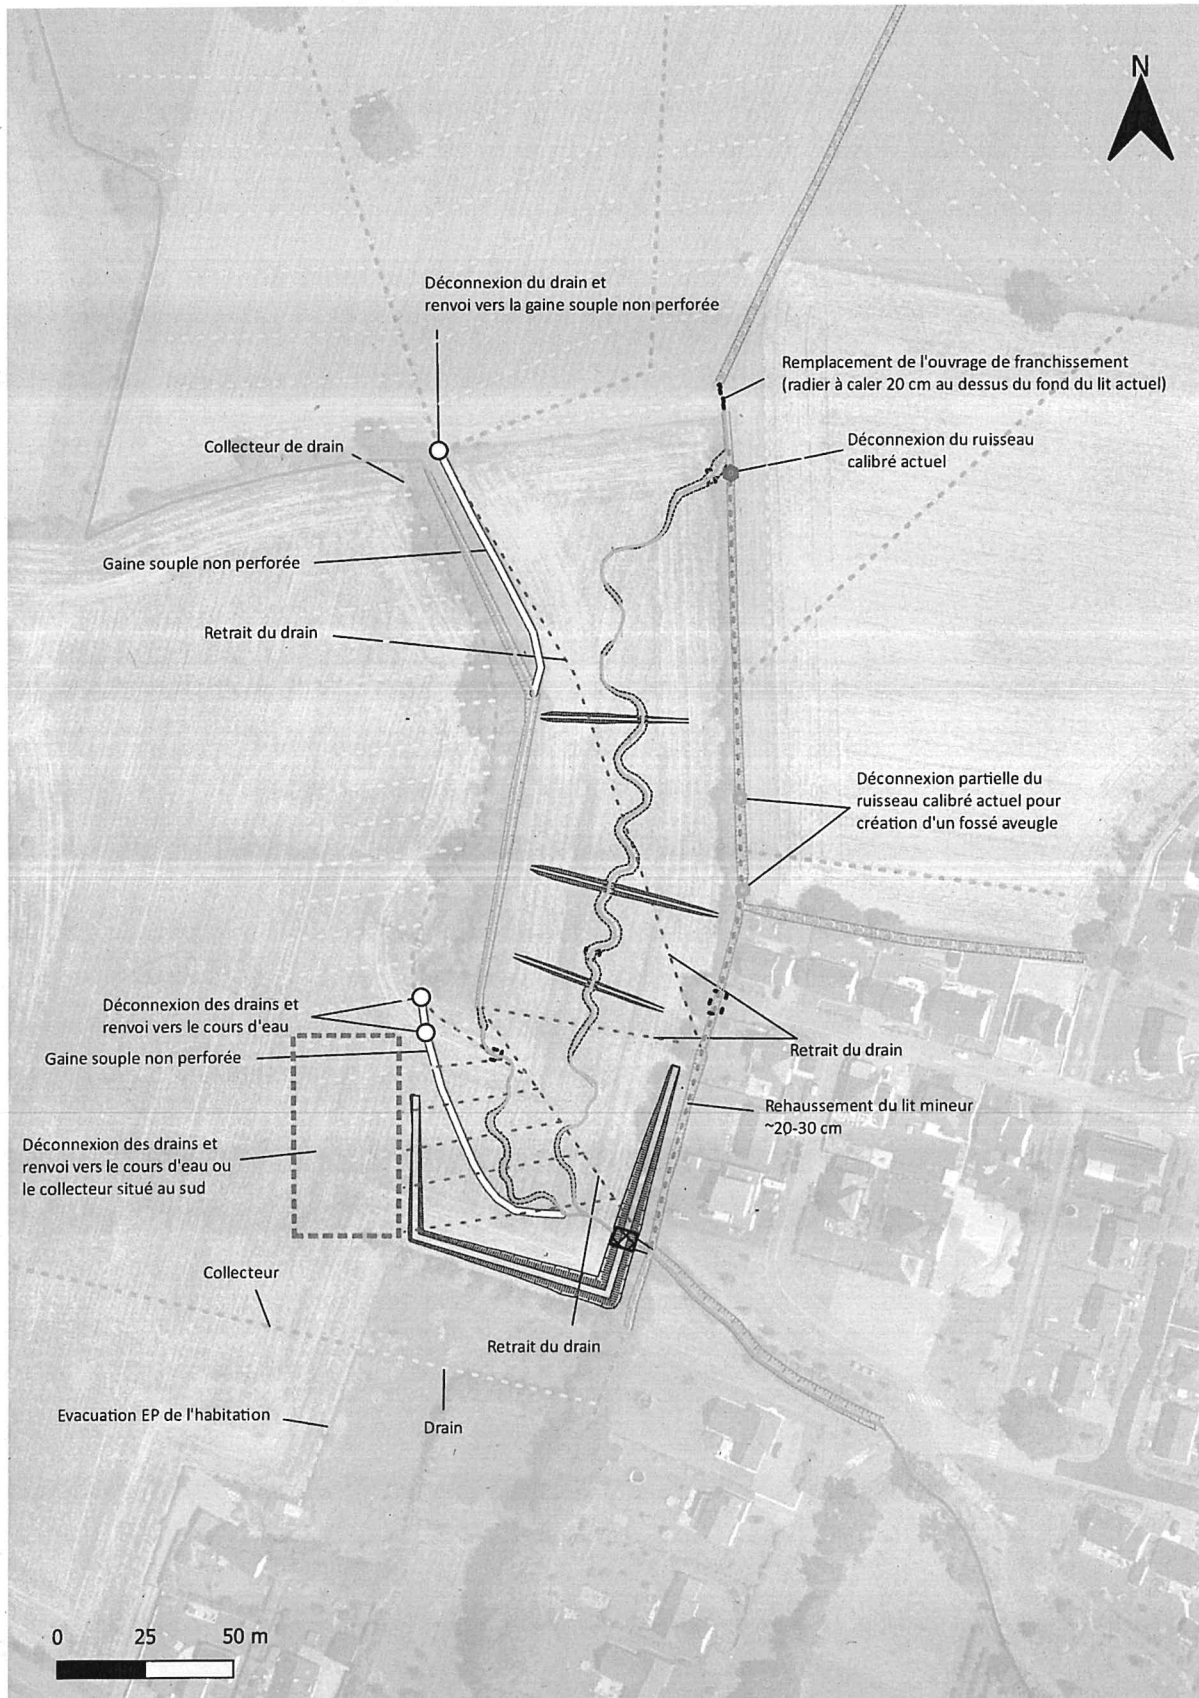 N
Déconnexion du drain et
renvoi vers la gaine souple non perforée
Remplacement de l'ouvrage de franchissement
(radier à caler 20 cm au dessus du fond du lit actuel)
Collecteur de drain
Déconnexion du ruisseau
calibré actuel
Gaine souple non perforée
Retrait du drain
Déconnexion partielle du
ruisseau calibré actuel pour
création d'un fossé aveugle
Déconnexion des drains et
renvoi vers le cours d'eau
Gaine souple non perforée
Retrait du drain
Rehaussement du lit mineur
~20-30 cm
Déconnexion des drains et
renvoi vers le cours d'eau ou
le collecteur situé au sud
Collecteur
Retrait du drain
Evacuation EP de l'habitation
Drain
0 25 50 m